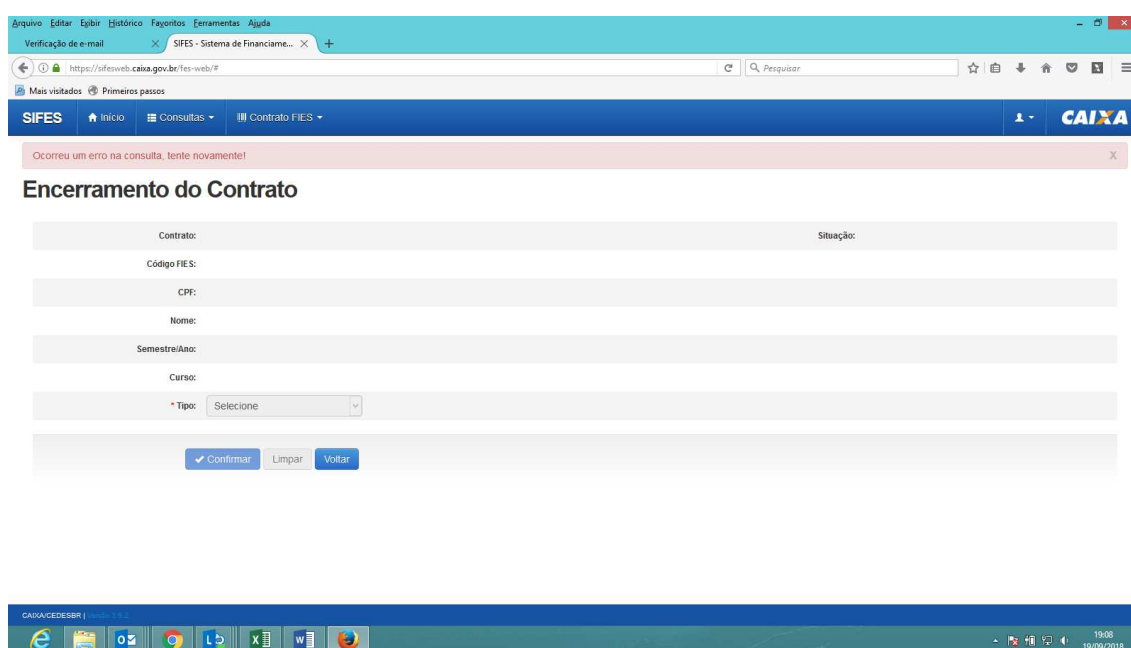 Arquivo Editar Exibir Histórico Favoritos Ferramentas Ajuda
Verificação de e-mail
SIFES - Sistema de Financiame...
https://sifesweb.caixa.gov.br/fes-web/#
Pesquisar
Mais visitados Primeiros passos
SIFES Início Consultas Contrato FIES CAIXA
Ocorreu um erro na consulta, tente novamente! X
Encerramento do Contrato
Contrato: Situação:
Código FIES:
CPF:
Nome:
Semestre/Ano:
Curso:
* Tipo: Selecione
Confirmar Limpar Voltar
CAIXA/CEDESBR |
19:08
19/09/2018